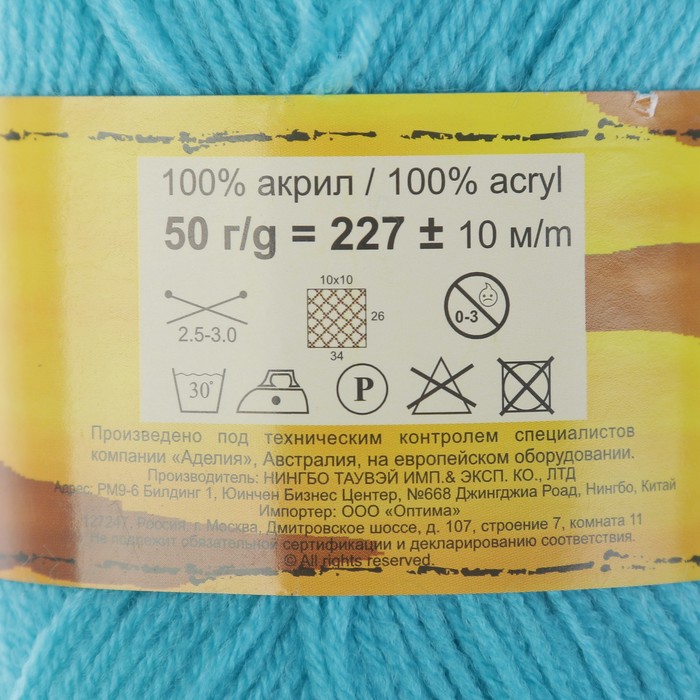 100% акрил / 100% acryl
50 г/g = 227 ± 10 м/m
10x10
2.5-3.0
26
34
0-3
30°
P
Произведено под техническим контролем специалистов
компании «Аделия», Австралия, на европейском оборудовании.
Производитель: НИНГБО ТАУВЭЙ ИМП.& ЭКСП. КО., ЛТД
Адрес: РМ9-6 Билдинг 1, Юинчен Бизнес Центер, №668 Джингджиа Роад, Нингбо, Китай
Импортер: ООО «Оптима»
127247, Россия, г. Москва, Дмитровское шоссе, д. 107, строение 7, комната 11
Не подлежит обязательной сертификации и декларированию соответствия.
© All rights reserved.